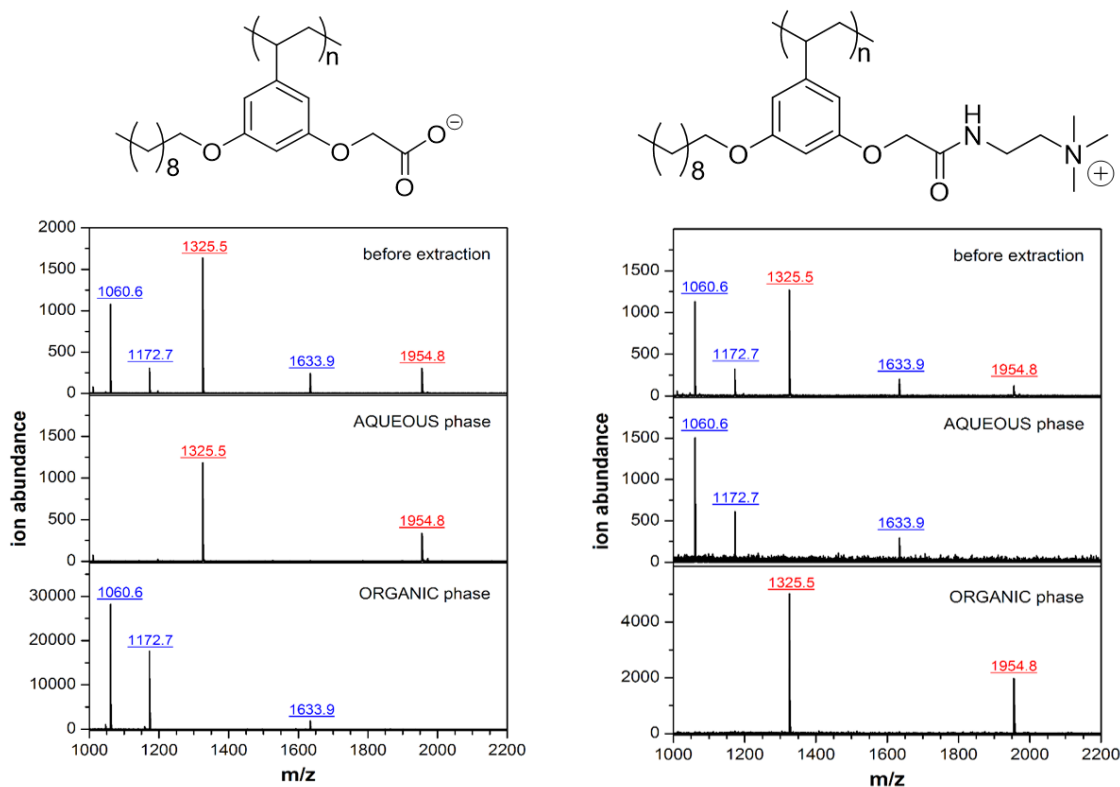 n
8
O
O
O
O
⊖
n
8
O
O
O
H
N
N
⊕
ion abundance
2000
1500
1000
500
0
1060.6
1172.7
1325.5
1633.9
1954.8
before extraction
1500
1000
500
0
1325.5
1954.8
AQUEOUS phase
30000
20000
10000
0
1060.6
1172.7
1633.9
ORGANIC phase
1000 1200 1400 1600 1800 2000 2200
m/z
ion abundance
1500
1000
500
0
1060.6
1172.7
1325.5
1633.9
1954.8
before extraction
1500
1000
500
0
1060.6
1172.7
1633.9
AQUEOUS phase
4000
2000
0
1325.5
1954.8
ORGANIC phase
1000 1200 1400 1600 1800 2000 2200
m/z